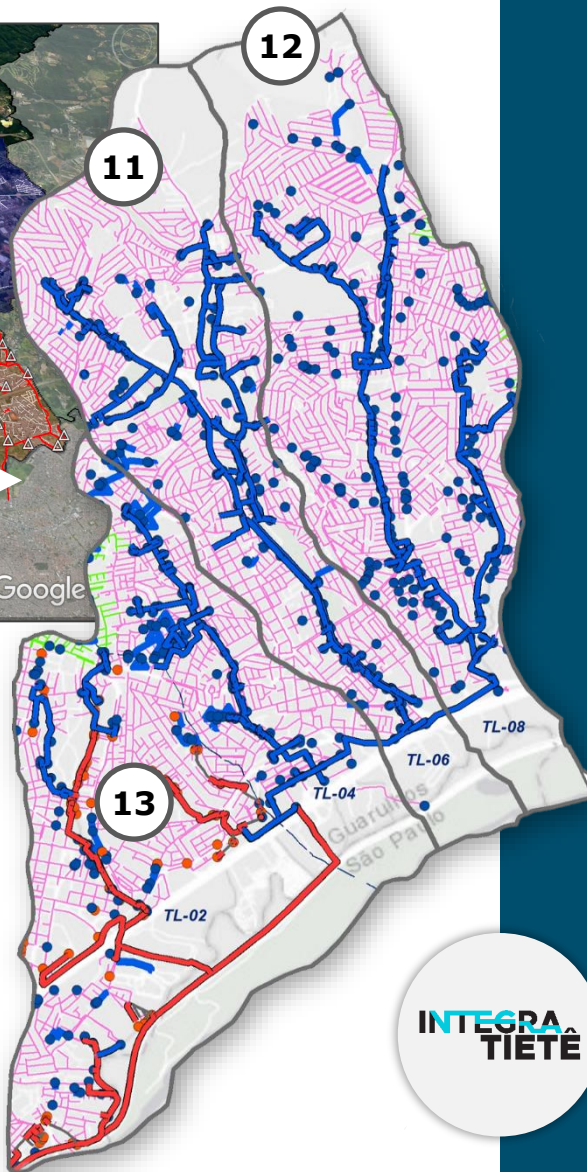 12
11
Google
TL-08
TL-06
TL-04
13
Guarulhos
São Paulo
TL-02
INTEGRA
TIETÊ